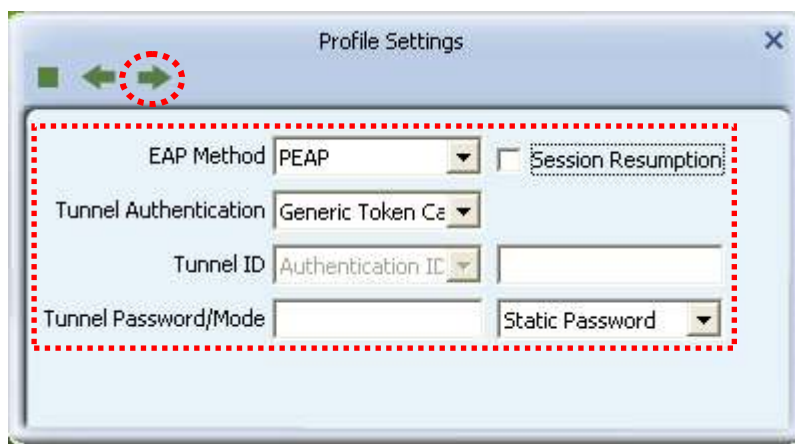 Profile Settings
EAP Method PEAP Session Resumption
Tunnel Authentication Generic Token Ca
Tunnel ID Authentication ID
Tunnel Password/Mode Static Password